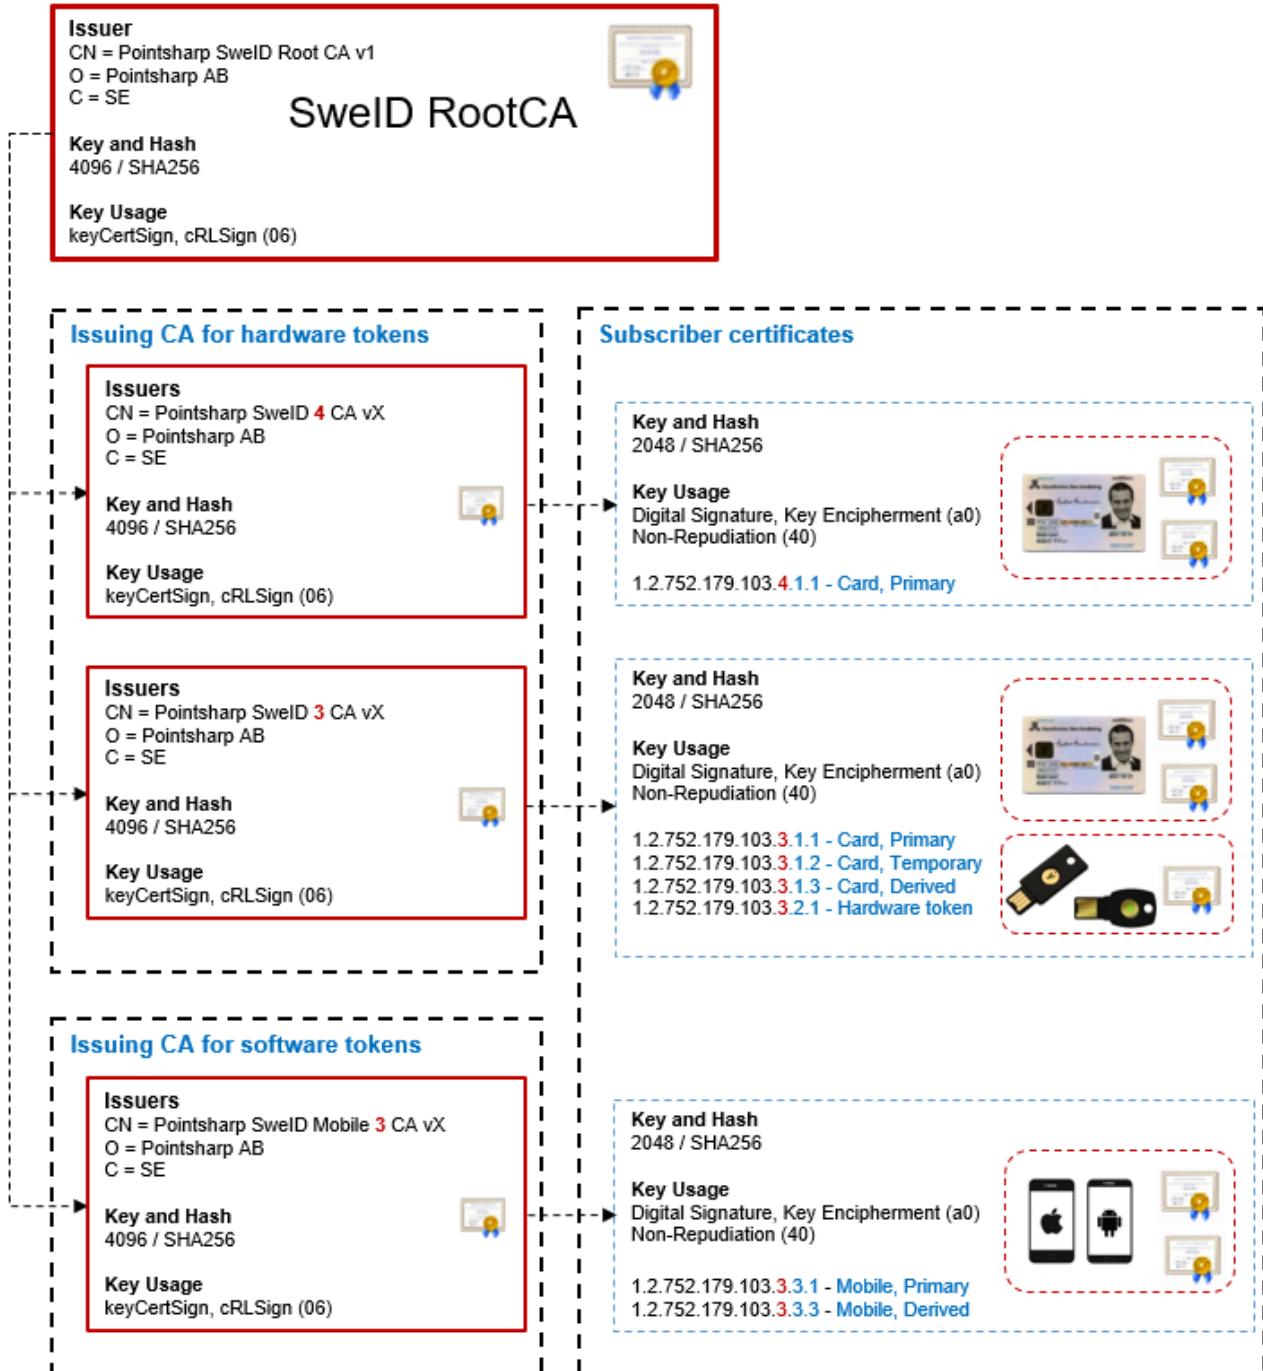 Issuer
CN = Pointsharp SweID Root CA v1
O = Pointsharp AB
C = SE
SweID RootCA
Key and Hash
4096 / SHA256
Key Usage
keyCertSign, cRLSign (06)
Issuing CA for hardware tokens
Issuers
CN = Pointsharp SweID 4 CA vX
O = Pointsharp AB
C = SE
Key and Hash
4096 / SHA256
Key Usage
keyCertSign, cRLSign (06)
Issuers
CN = Pointsharp SweID 3 CA vX
O = Pointsharp AB
C = SE
Key and Hash
4096 / SHA256
Key Usage
keyCertSign, cRLSign (06)
Issuing CA for software tokens
Issuers
CN = Pointsharp SweID Mobile 3 CA vX
O = Pointsharp AB
C = SE
Key and Hash
4096 / SHA256
Key Usage
keyCertSign, cRLSign (06)
Subscriber certificates
Key and Hash
2048 / SHA256
Key Usage
Digital Signature, Key Encipherment (a0)
Non-Repudiation (40)
1.2.752.179.103.4.1.1 - Card, Primary
Key and Hash
2048 / SHA256
Key Usage
Digital Signature, Key Encipherment (a0)
Non-Repudiation (40)
1.2.752.179.103.3.1.1 - Card, Primary
1.2.752.179.103.3.1.2 - Card, Temporary
1.2.752.179.103.3.1.3 - Card, Derived
1.2.752.179.103.3.2.1 - Hardware token
Key and Hash
2048 / SHA256
Key Usage
Digital Signature, Key Encipherment (a0)
Non-Repudiation (40)
1.2.752.179.103.3.3.1 - Mobile, Primary
1.2.752.179.103.3.3.3 - Mobile, Derived